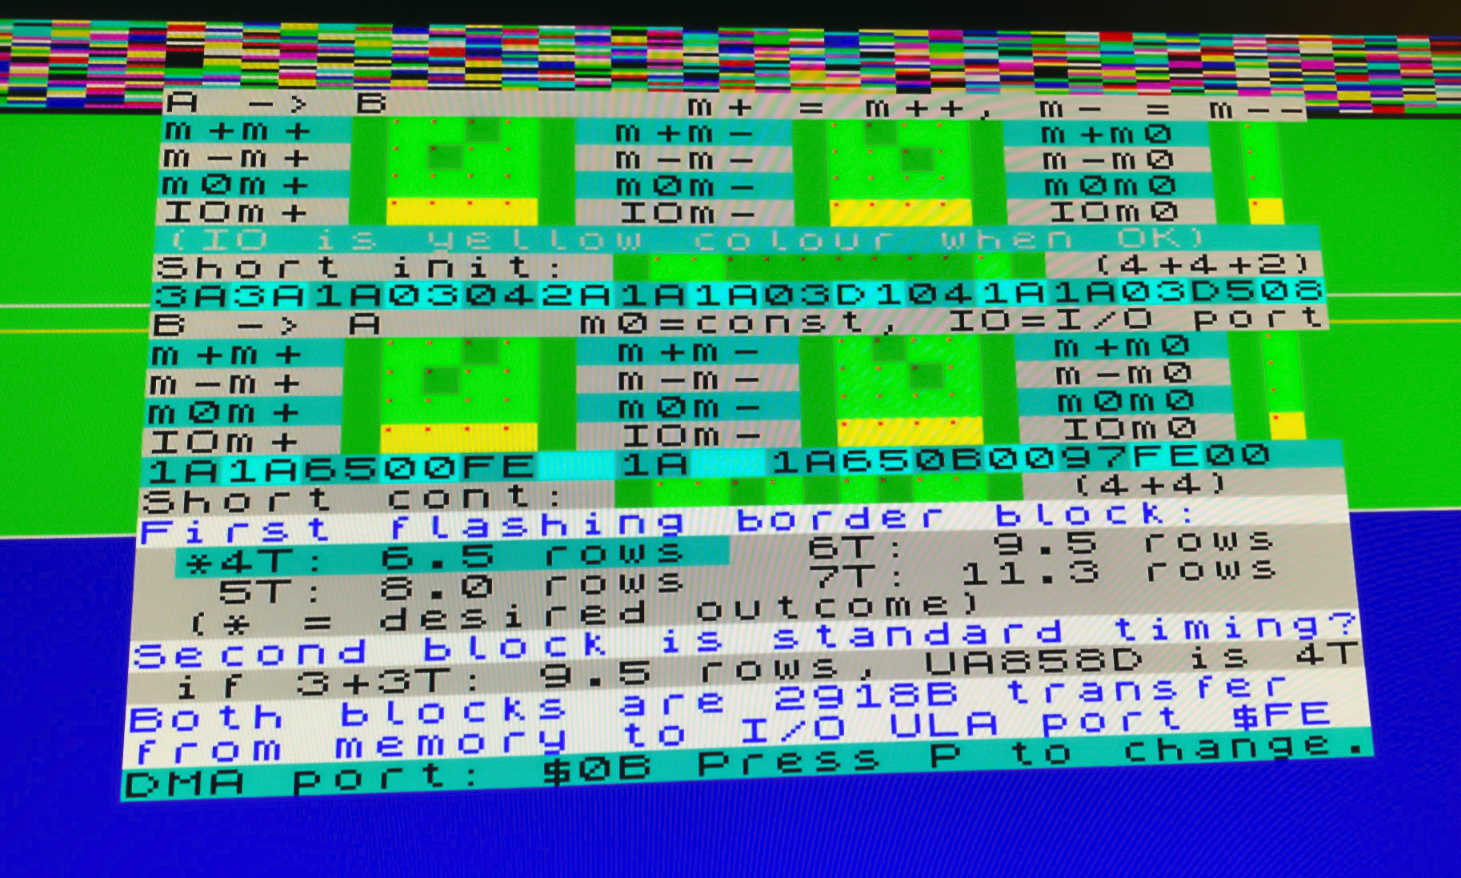 A -> B m+ = m++, m- = m--
m+m+ m+m- m+m0
m-m+ m-m- m-m0
m0m+ m0m- m0m0
IOm+ IOm- IOm0
(IO is yellow colour when OK)
Short init: (4+4+2)
3A3A1A03042A1A1A03D1041A1A03D508
B -> A m0=const, IO=I/O port
m+m+ m+m- m+m0
m-m+ m-m- m-m0
m0m+ m0m- m0m0
IOm+ IOm- IOm0
1A1A6500FE 1A 1A650B0097FE00
Short cont: (4+4)
First flashing border block:
*4T: 6.5 rows 6T: 9.5 rows
5T: 8.0 rows 7T: 11.3 rows
(* = desired outcome)
Second block is standard timing?
if 3+3T: 9.5 rows, UA858D is 4T
Both blocks are 2918B transfer
from memory to I/O ULA port $FE
DMA port: $0B Press P to change.